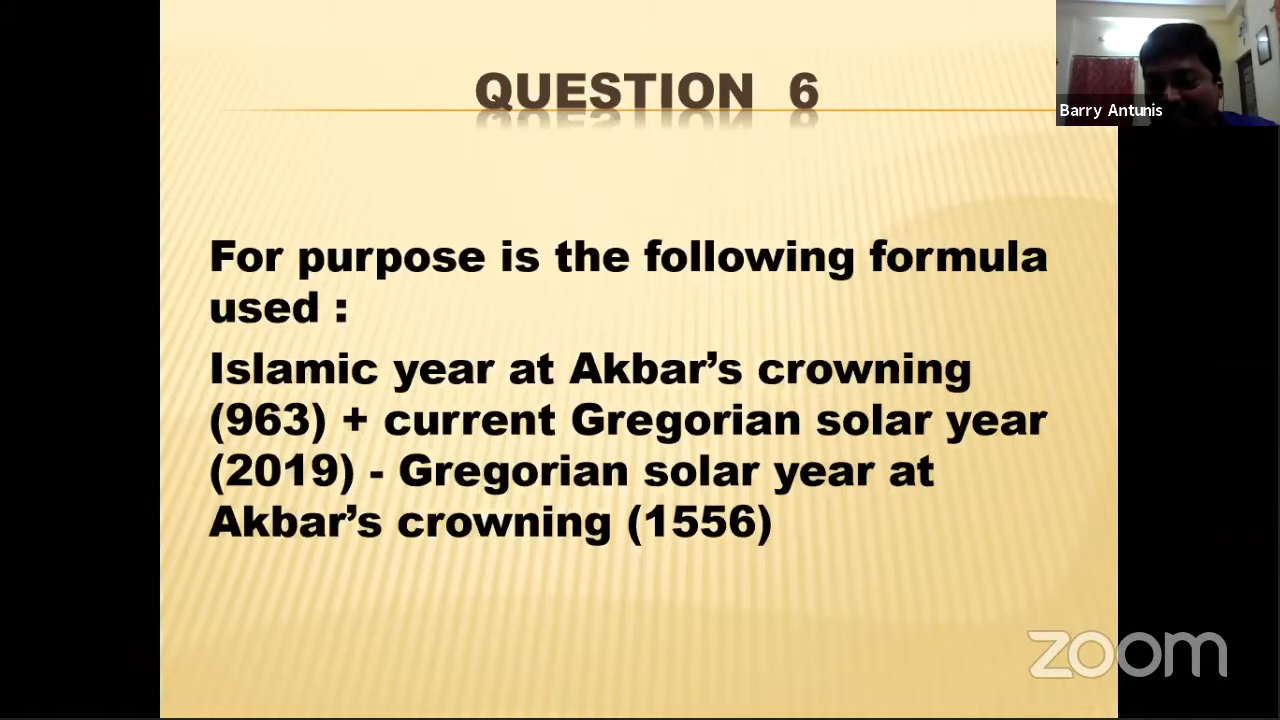 QUESTION 6
Barry Antunis
For purpose is the following formula
used :
Islamic year at Akbar’s crowning
(963) + current Gregorian solar year
(2019) - Gregorian solar year at
Akbar’s crowning (1556)
zoom